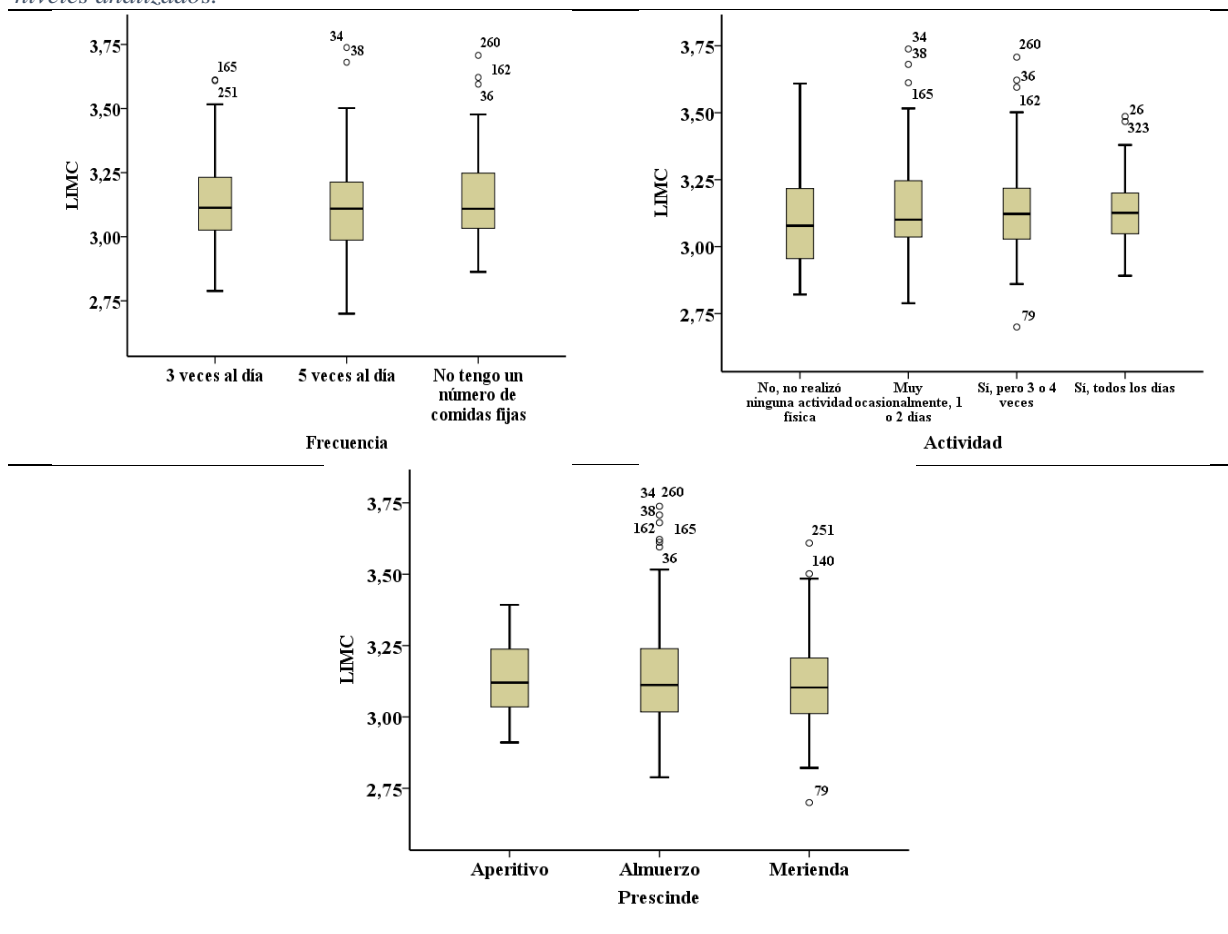 niveles analizados.
3,75
3,50
3,25
3,00
2,75
LIMC
165
251
34
38
260
162
36
3 veces al día
5 veces al día
No tengo un
número de
comidas fijas
Frecuencia
3,75
3,50
3,25
3,00
2,75
LIMC
34
38
165
260
36
162
79
26
323
No, no realizó
ninguna actividad
física
Muy
ocasionalmente, 1
o 2 días
Sí, pero 3 o 4
veces
Sí, todos los días
Actividad
3,75
3,50
3,25
3,00
2,75
LIMC
34 260
38
162 165
36
251
140
79
Aperitivo
Almuerzo
Merienda
Prescinde